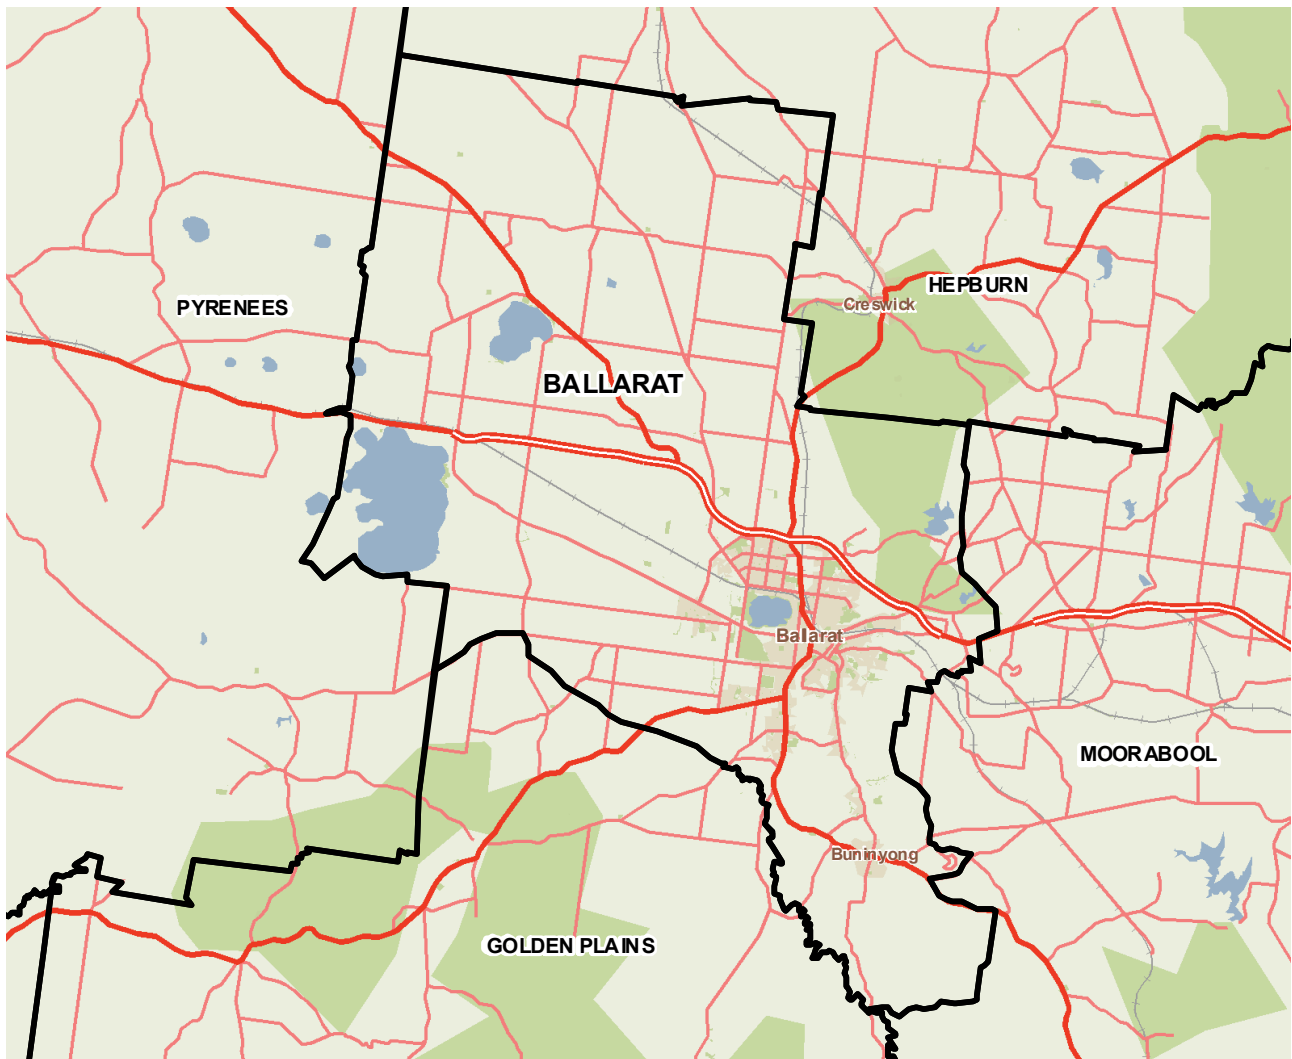 Creswick
HEPBURN
PYRENEES
BALLARAT
Ballarat
MOORABOOL
Buninyong
GOLDEN PLAINS